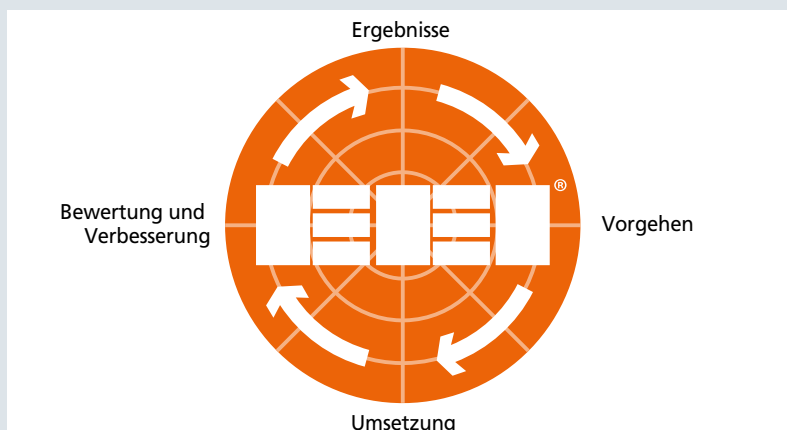 Ergebnisse
®
Bewertung und
Verbesserung
Vorgehen
Umsetzung